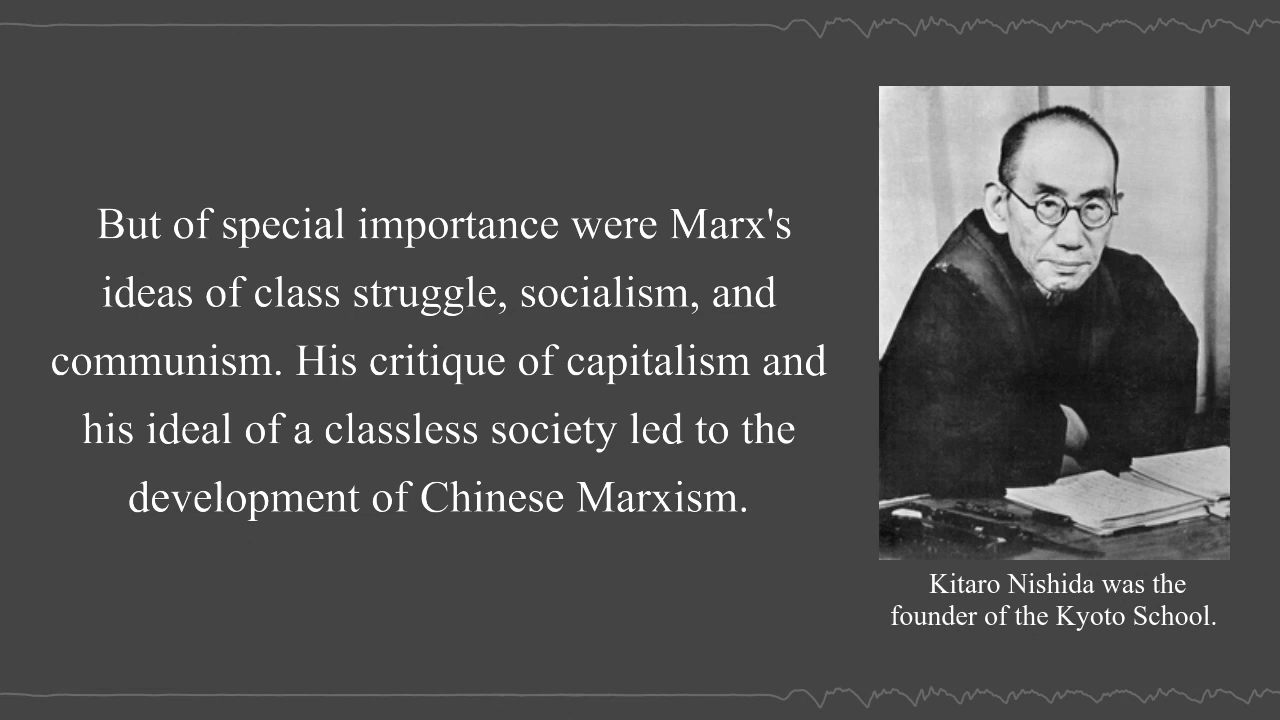 But of special importance were Marx's
ideas of class struggle, socialism, and
communism. His critique of capitalism and
his ideal of a classless society led to the
development of Chinese Marxism.
Kitaro Nishida was the
founder of the Kyoto School.